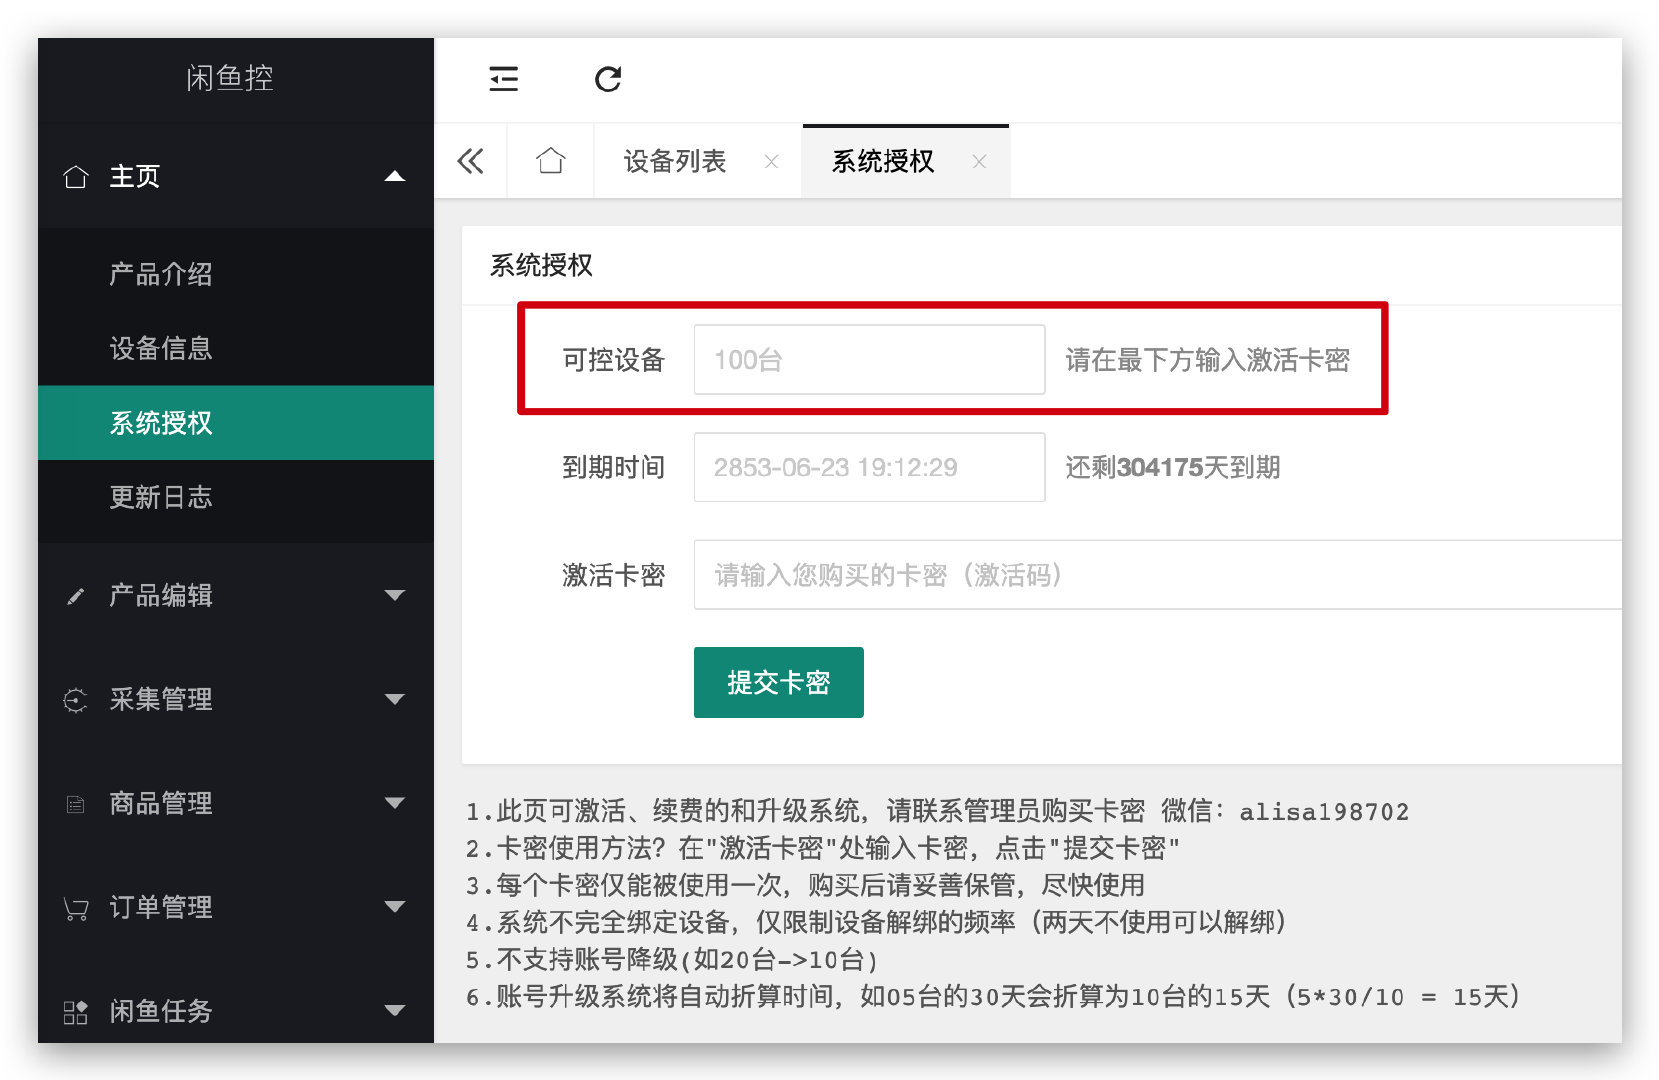 闲鱼控
主页
产品介绍
设备信息
系统授权
更新日志
产品编辑
采集管理
商品管理
订单管理
闲鱼任务
设备列表
系统授权
系统授权
可控设备 100台 请在最下方输入激活卡密
到期时间 2853-06-23 19:12:29 还剩304175天到期
激活卡密 请输入您购买的卡密（激活码）
提交卡密
1.此页可激活、续费的和升级系统，请联系管理员购买卡密 微信：alisa198702
2.卡密使用方法？在"激活卡密"处输入卡密，点击"提交卡密"
3.每个卡密仅能被使用一次，购买后请妥善保管，尽快使用
4.系统不完全绑定设备，仅限制设备解绑的频率（两天不使用可以解绑）
5.不支持账号降级(如20台->10台)
6.账号升级系统将自动折算时间，如05台的30天会折算为10台的15天（5*30/10 = 15天）